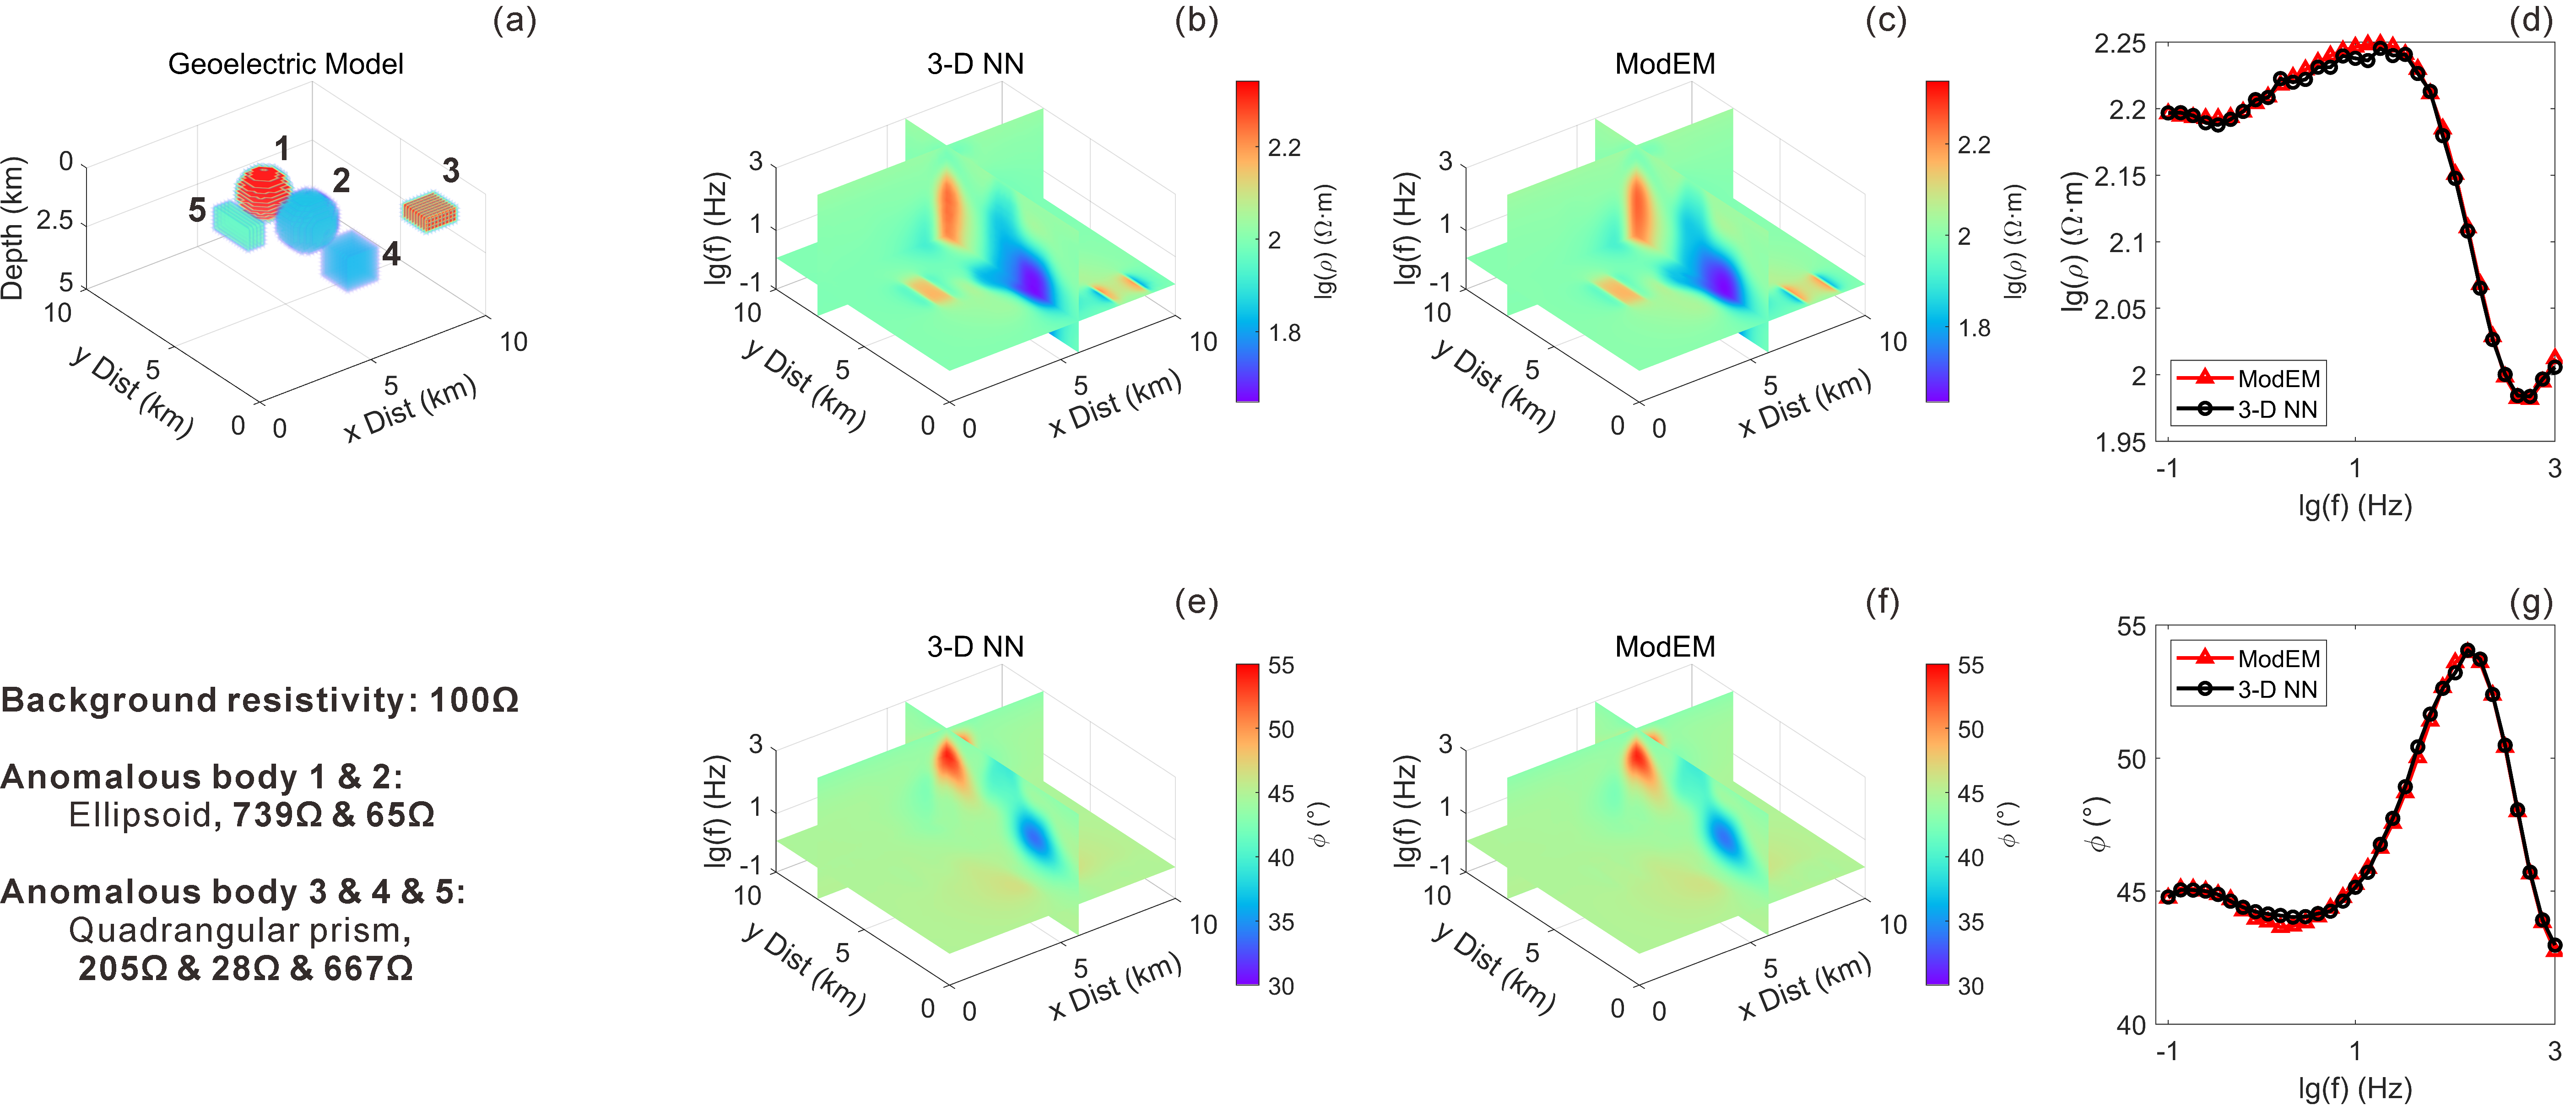 (a)
Geoelectric Model
1
2
3
4
5
0
2.5
5
Depth (km)
10
5
0
y Dist (km)
0
5
10
x Dist (km)
(b)
3-D NN
3
1
-1
lg(f) (Hz)
10
5
0
y Dist (km)
0
5
10
x Dist (km)
2.2
2
1.8
lg(ρ) (Ω·m)
(c)
ModEM
3
1
-1
lg(f) (Hz)
10
5
0
y Dist (km)
0
5
10
x Dist (km)
2.2
2
1.8
lg(ρ) (Ω·m)
(d)
2.25
2.2
2.15
2.1
2.05
2
1.95
lg(ρ) (Ω·m)
ModEM
3-D NN
-1
1
3
lg(f) (Hz)
Background resistivity: 100Ω
Anomalous body 1 & 2:
Ellipsoid, 739Ω & 65Ω
Anomalous body 3 & 4 & 5:
Quadrangular prism,
205Ω & 28Ω & 667Ω
(e)
3-D NN
3
1
-1
lg(f) (Hz)
10
5
0
y Dist (km)
0
5
10
x Dist (km)
55
50
45
40
35
30
ϕ (°)
(f)
ModEM
3
1
-1
lg(f) (Hz)
10
5
0
y Dist (km)
0
5
10
x Dist (km)
55
50
45
40
35
30
ϕ (°)
(g)
55
50
45
40
ϕ (°)
ModEM
3-D NN
-1
1
3
lg(f) (Hz)